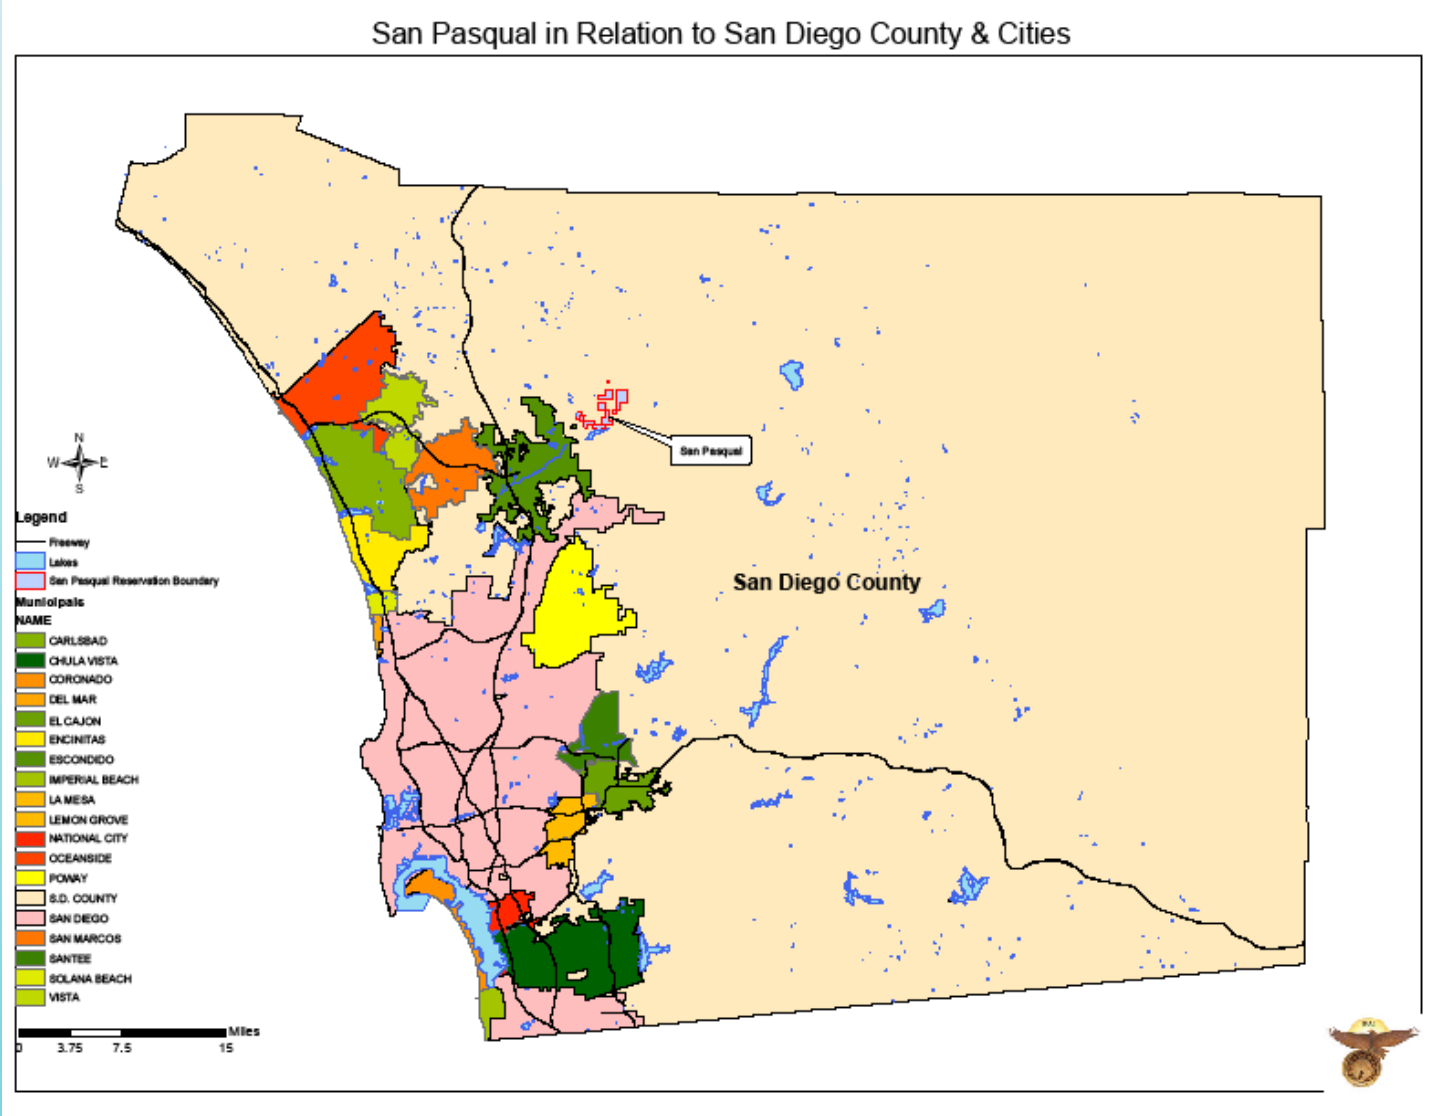 San Pasqual in Relation to San Diego County & Cities
San Pasqual
N
W E
S
San Diego County
Legend
Freeway
Lakes
San Pasqual Reservation Boundary
Municipals
NAME
CARLSBAD
CHULA VISTA
CORONADO
DEL MAR
EL CAJON
ENCINITAS
ESCONDIDO
IMPERIAL BEACH
LA MESA
LEMON GROVE
NATIONAL CITY
OCEANSIDE
POWAY
S.D. COUNTY
SAN DIEGO
SAN MARCOS
SANTEE
SOLANA BEACH
VISTA
Miles
0 3.75 7.5 15